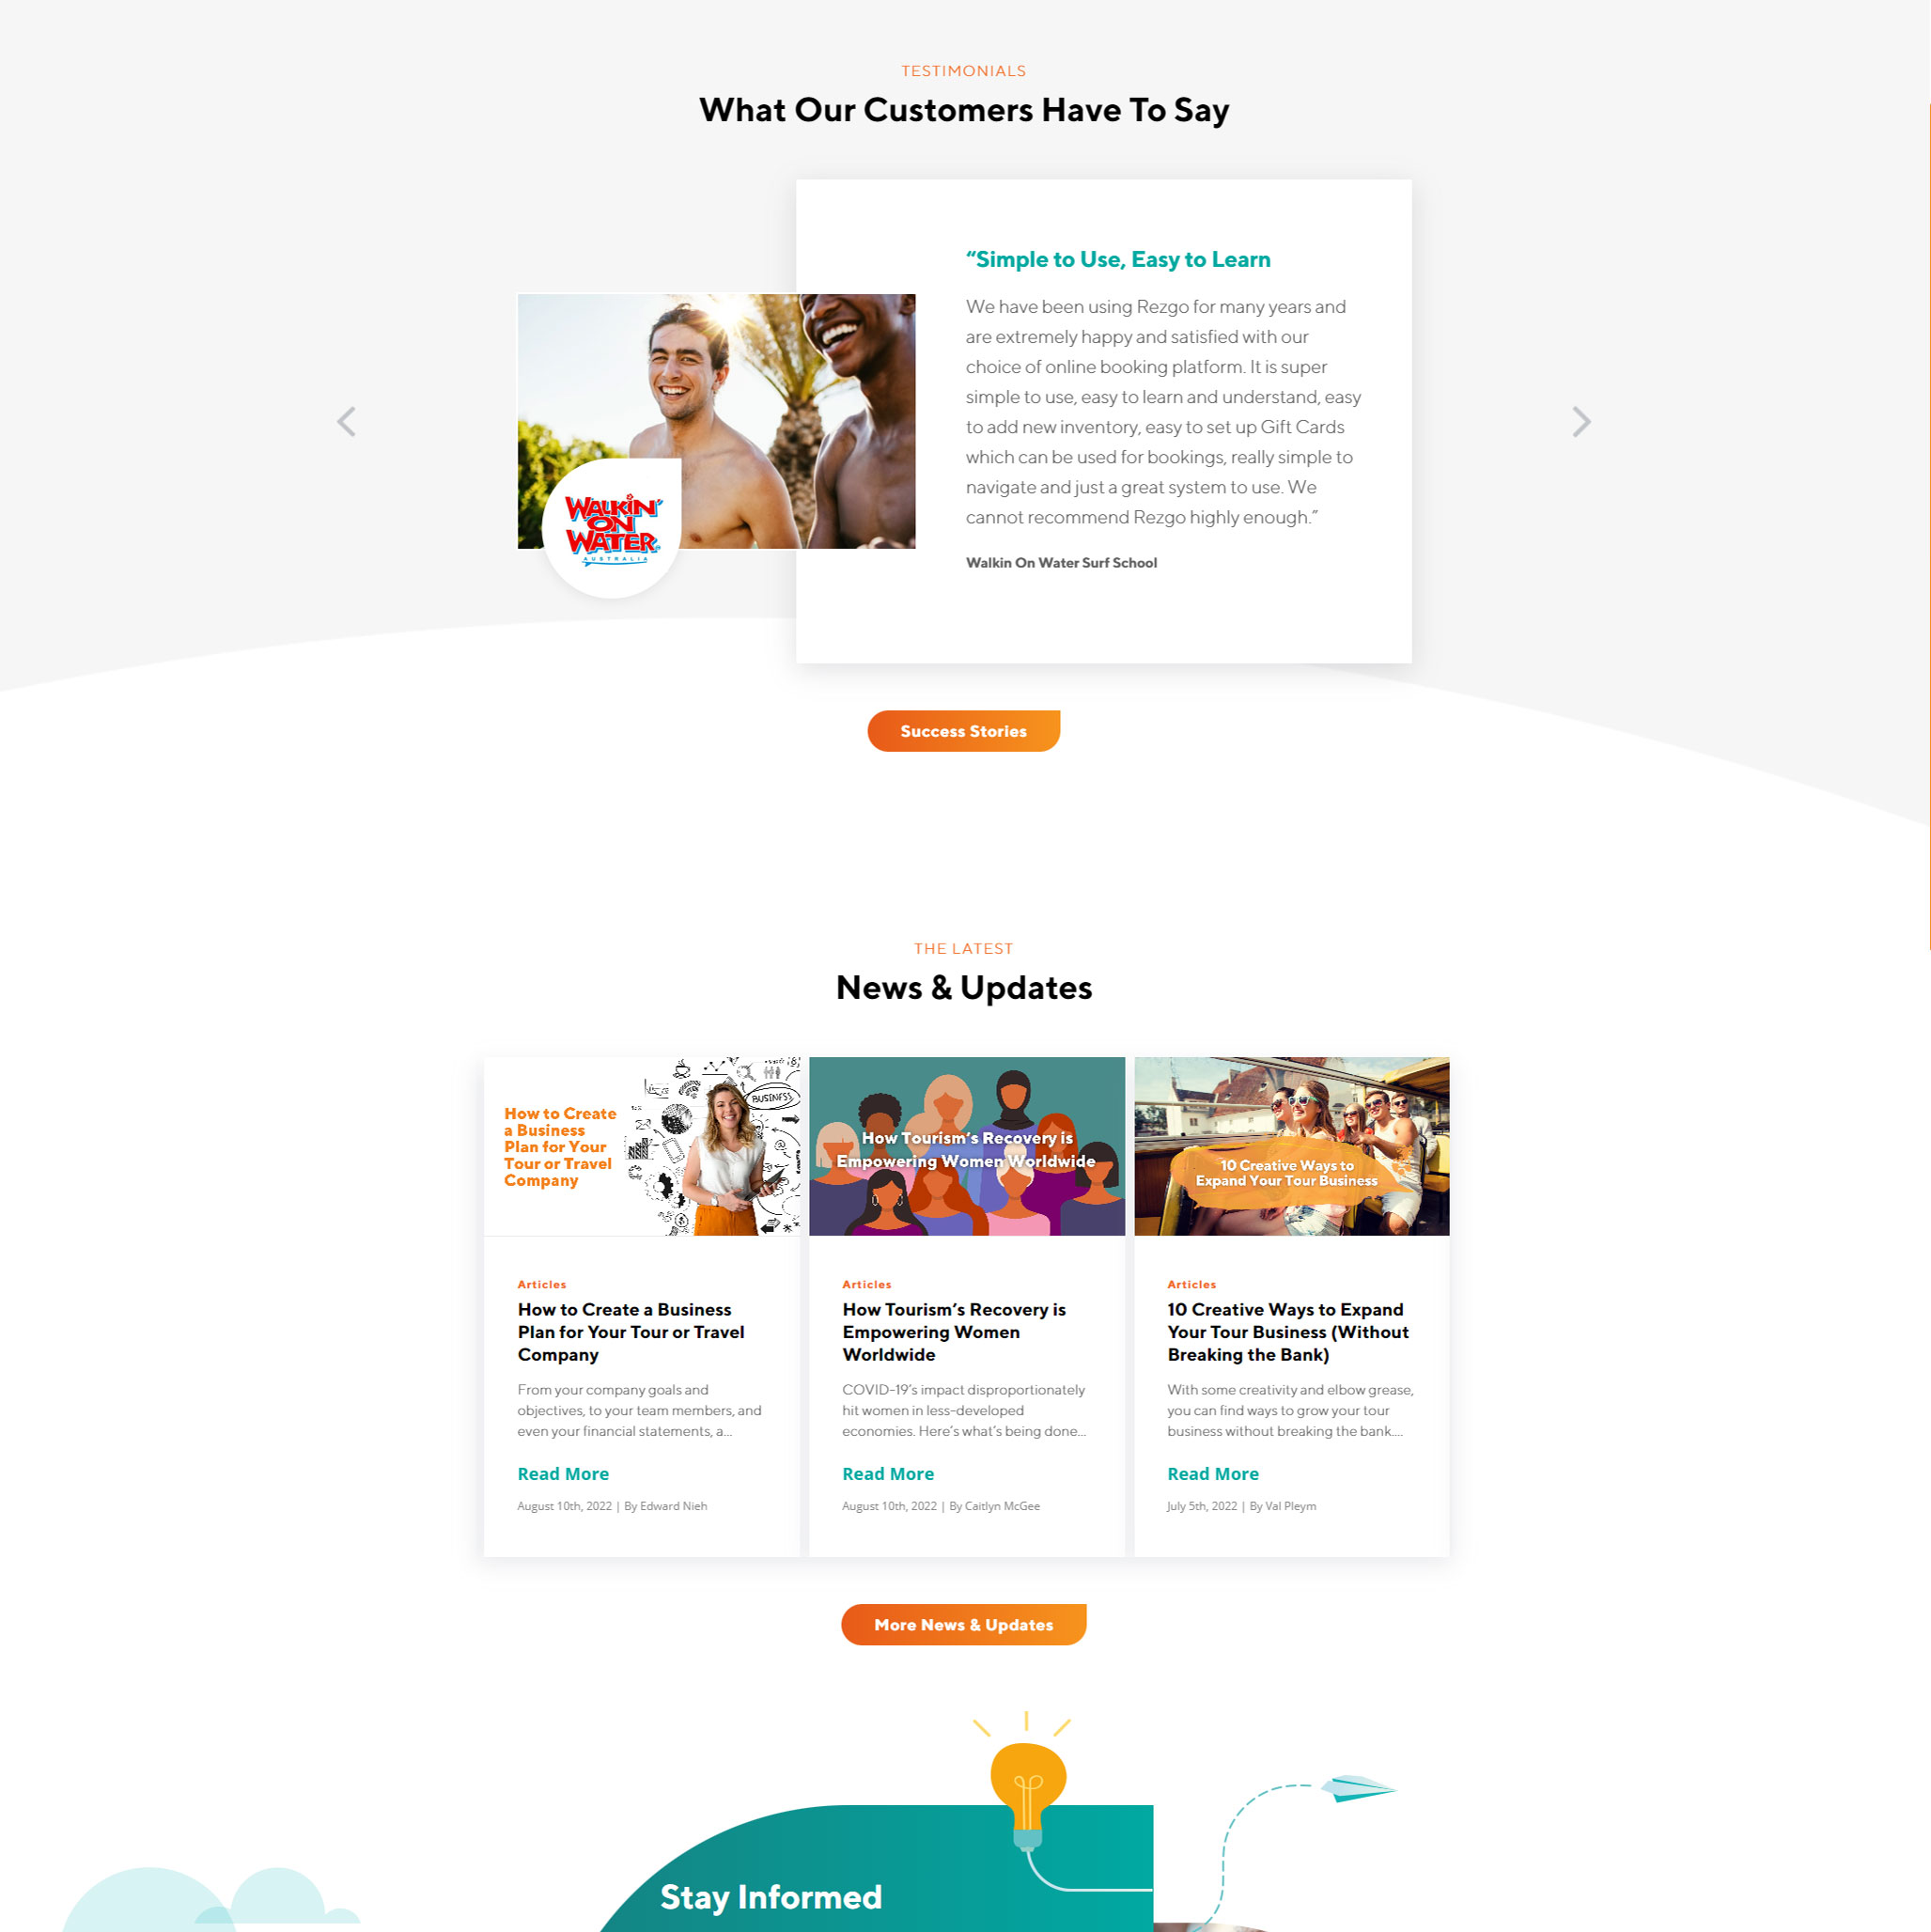 TESTIMONIALS
What Our Customers Have To Say
“Simple to Use, Easy to Learn
We have been using Rezgo for many years and
are extremely happy and satisfied with our
choice of online booking platform. It is super
simple to use, easy to learn and understand, easy
to add new inventory, easy to set up Gift Cards
which can be used for bookings, really simple to
navigate and just a great system to use. We
cannot recommend Rezgo highly enough.”
Walkin On Water Surf School
WALKIN'
ON
WATER
AUSTRALIA
Success Stories
THE LATEST
News & Updates
How to Create
a Business
Plan for Your
Tour or Travel
Company
BUSINESS
Articles
How to Create a Business
Plan for Your Tour or Travel
Company
From your company goals and
objectives, to your team members, and
even your financial statements, a...
Read More
August 10th, 2022 | By Edward Nieh
How Tourism’s Recovery is
Empowering Women Worldwide
Articles
How Tourism’s Recovery is
Empowering Women
Worldwide
COVID-19’s impact disproportionately
hit women in less-developed
economies. Here’s what’s being done...
Read More
August 10th, 2022 | By Caitlyn McGee
10 Creative Ways to
Expand Your Tour Business
Articles
10 Creative Ways to Expand
Your Tour Business (Without
Breaking the Bank)
With some creativity and elbow grease,
you can find ways to grow your tour
business without breaking the bank....
Read More
July 5th, 2022 | By Val Pleym
More News & Updates
Stay Informed